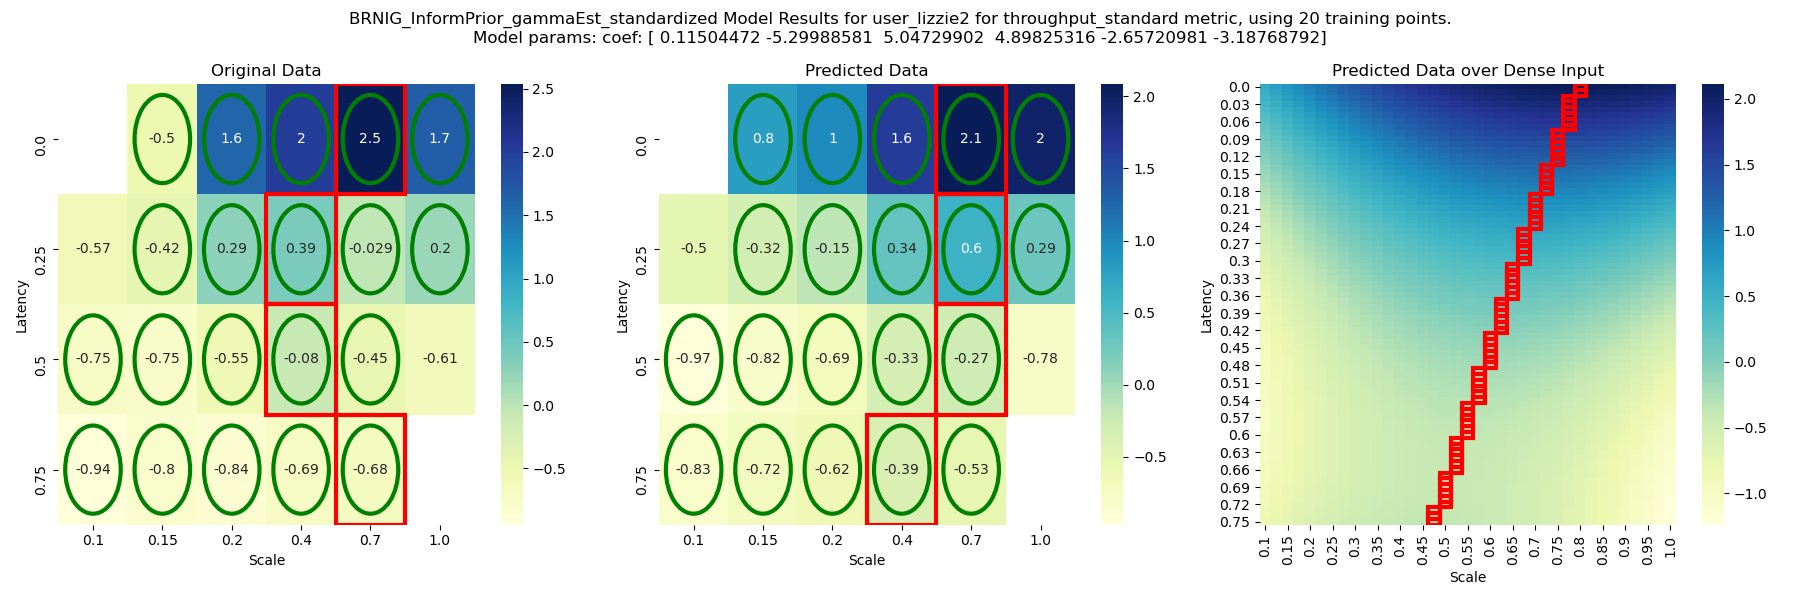 BRNIG_InformPrior_gammaEst_standardized Model Results for user_lizzie2 for throughput_standard metric, using 20 training points.
Model params: coef: [ 0.11504472 -5.29988581  5.04729902  4.89825316 -2.65720981 -3.18768792]
Original Data
Latency
0.0
-0.5 1.6 2 2.5 1.7
0.25
-0.57 -0.42 0.29 0.39 -0.029 0.2
0.5
-0.75 -0.75 -0.55 -0.08 -0.45 -0.61
0.75
-0.94 -0.8 -0.84 -0.69 -0.68
0.1 0.15 0.2 0.4 0.7 1.0
Scale
2.5
2.0
1.5
1.0
0.5
0.0
−0.5
Predicted Data
Latency
0.0
0.8 1 1.6 2.1 2
0.25
-0.5 -0.32 -0.15 0.34 0.6 0.29
0.5
-0.97 -0.82 -0.69 -0.33 -0.27 -0.78
0.75
-0.83 -0.72 -0.62 -0.39 -0.53
0.1 0.15 0.2 0.4 0.7 1.0
Scale
2.0
1.5
1.0
0.5
0.0
−0.5
Predicted Data over Dense Input
Latency
0.0
0.03
0.06
0.09
0.12
0.15
0.18
0.21
0.24
0.27
0.3
0.33
0.36
0.39
0.42
0.45
0.48
0.51
0.54
0.57
0.6
0.63
0.66
0.69
0.72
0.75
0.1 0.15 0.2 0.25 0.3 0.35 0.4 0.45 0.5 0.55 0.6 0.65 0.7 0.75 0.8 0.85 0.9 0.95 1.0
Scale
2.0
1.5
1.0
0.5
0.0
−0.5
−1.0